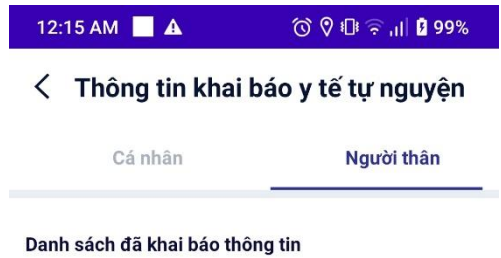 12:15 AM 99%
Thông tin khai báo y tế tự nguyện
Cá nhân Người thân
Danh sách đã khai báo thông tin